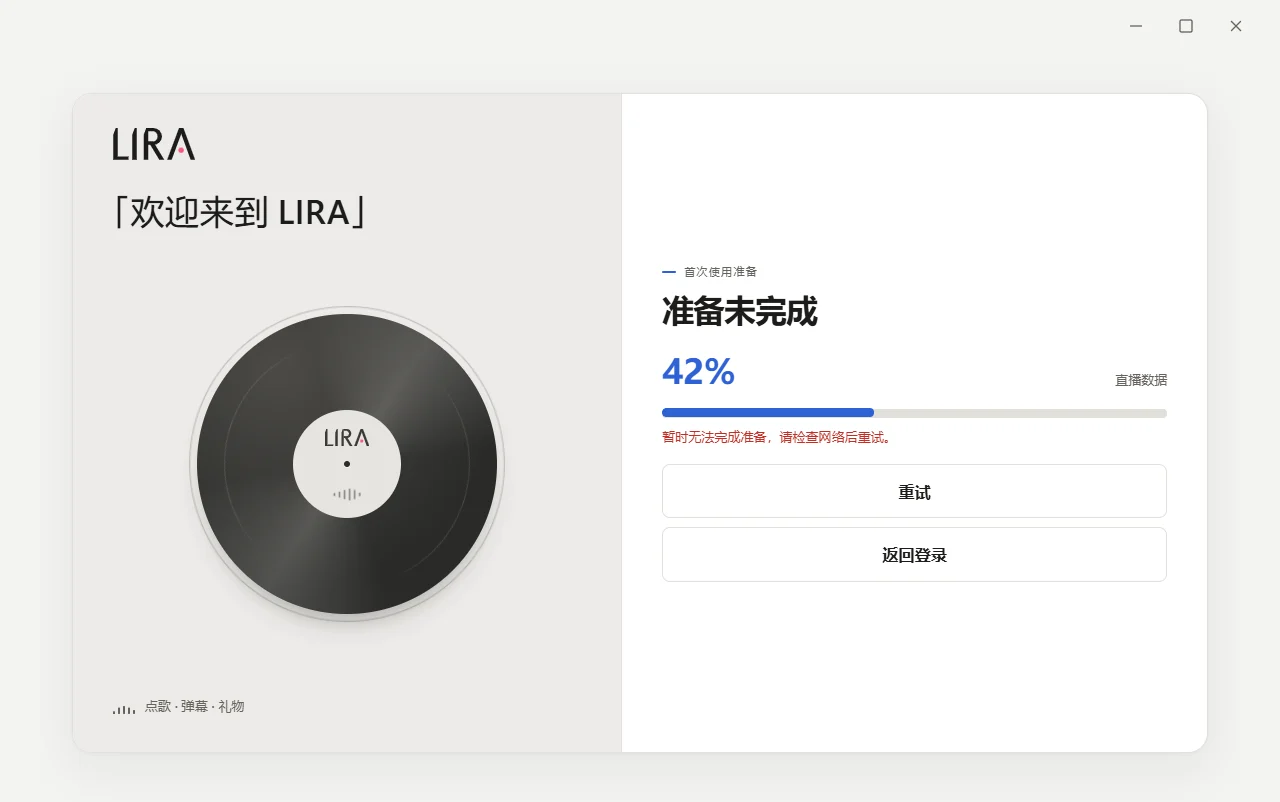 LIRA
「欢迎来到 LIRA」
LIRA
点歌 · 弹幕 · 礼物
首次使用准备
准备未完成
42%
直播数据
暂时无法完成准备，请检查网络后重试。
重试
返回登录